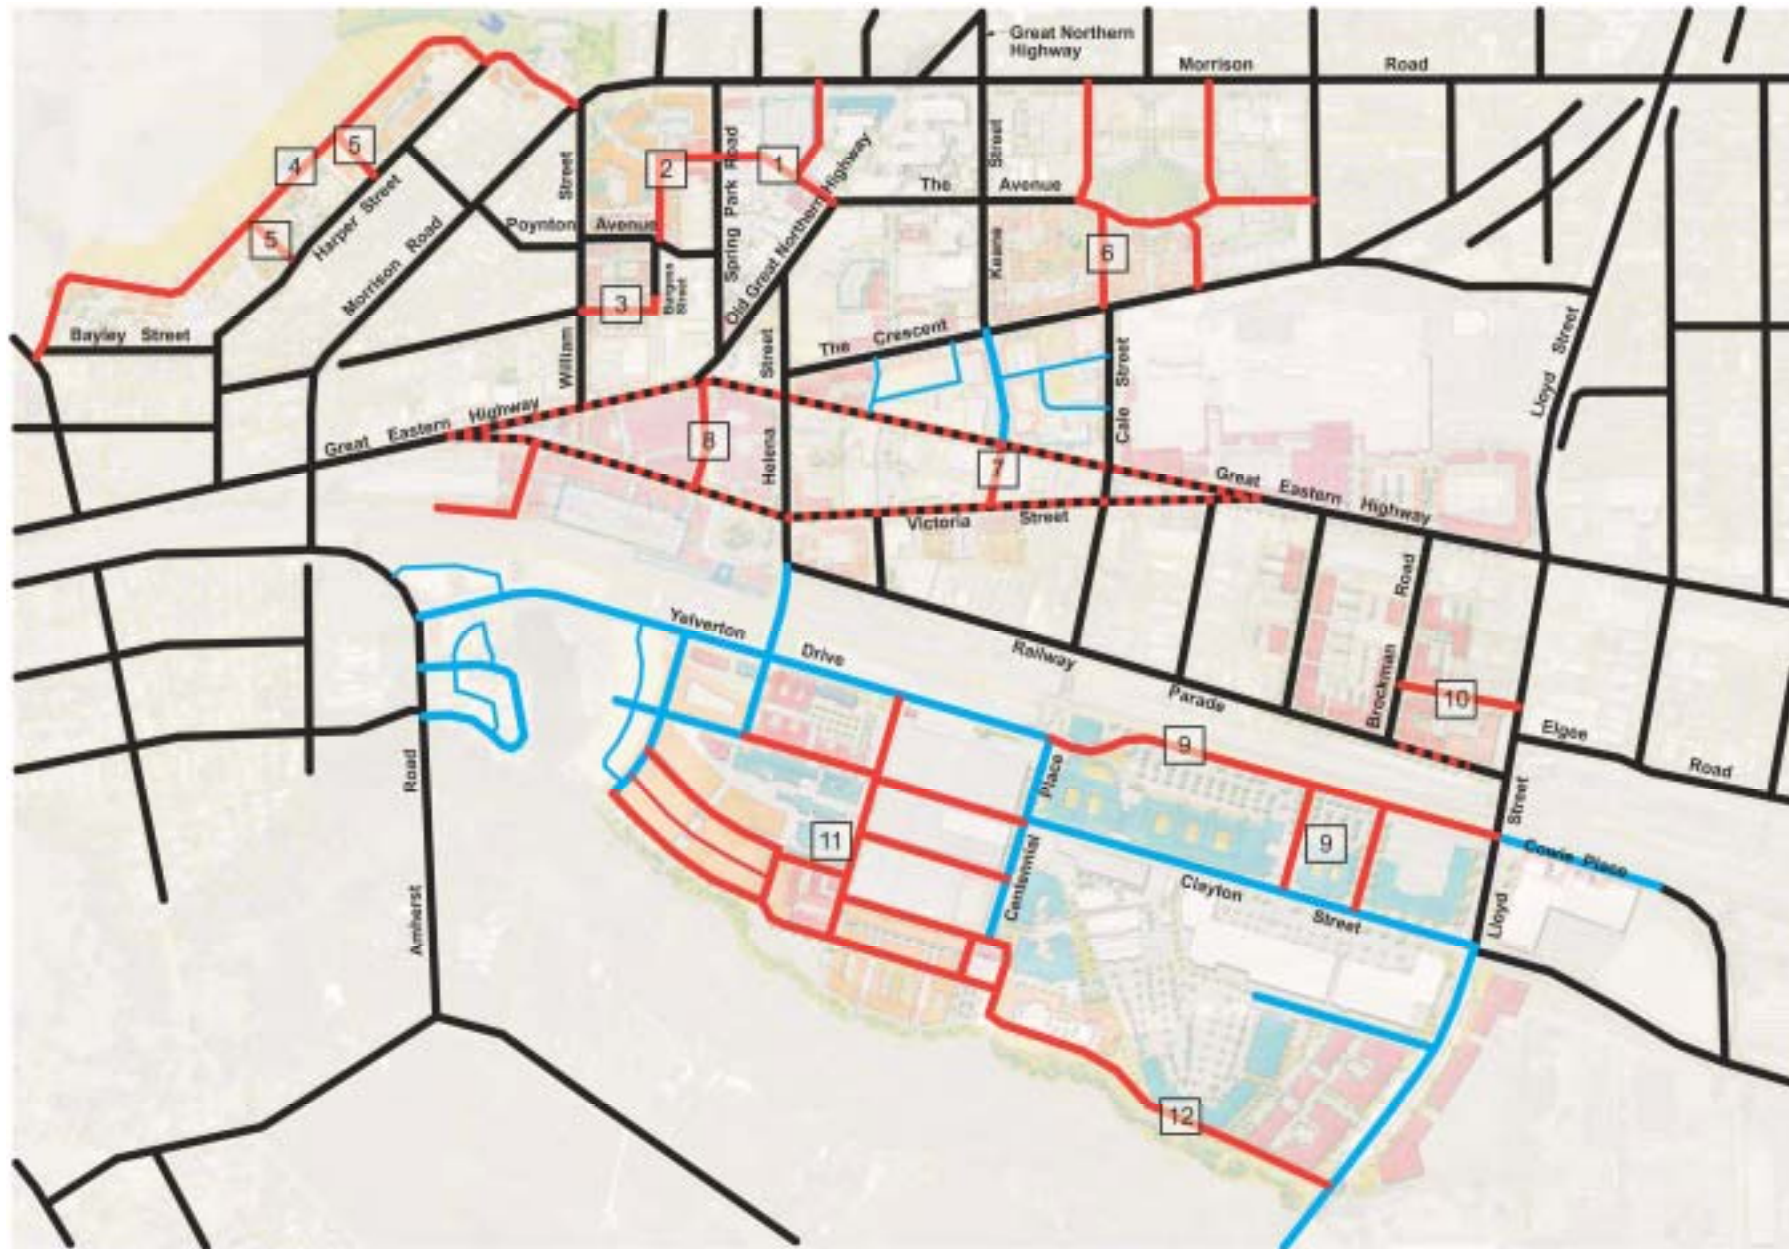 Great Northern
Highway
Morrison Road
5
4
2
1
Street
Spring Park Road
Old Great Northern Highway
Street
The Avenue
Harper Street
Poynton Avenue
5
Morrison Road
Keane
6
Burgess
Street
3
Bayley Street
William
Street
The Crescent
Cale Street
Lloyd Street
Great Eastern Highway
8
Helena
7
Great Eastern Highway
Victoria Street
Road
Yelverton
Drive
Railway
Parade
Brockman
10
Elgee
Road
9
Place
Road
Street
11
9
Centennial
Cowie Place
Clayton
Street
Amherst
Lloyd
12